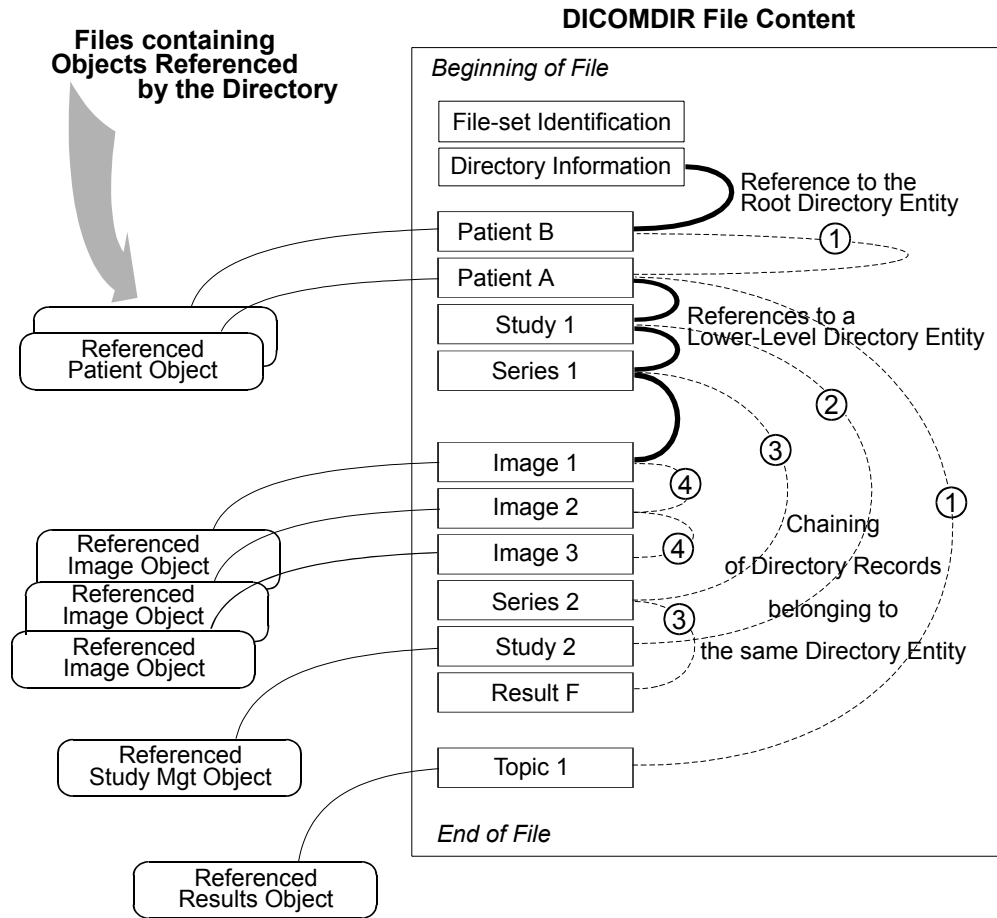 DICOMDIR File Content
Files containing
Objects Referenced
by the Directory
Beginning of File
File-set Identification
Directory Information
Reference to the
Root Directory Entity
Patient B
1
Patient A
Study 1
References to a
Lower-Level Directory Entity
Series 1
Referenced
Patient Object
2
3
Image 1
4
1
Image 2
Chaining
Referenced
Image Object
4
Image 3
of Directory Records
Referenced
Image Object
Series 2
3
belonging to
Referenced
Image Object
Study 2
the same Directory Entity
Result F
Referenced
Study Mgt Object
Topic 1
End of File
Referenced
Results Object